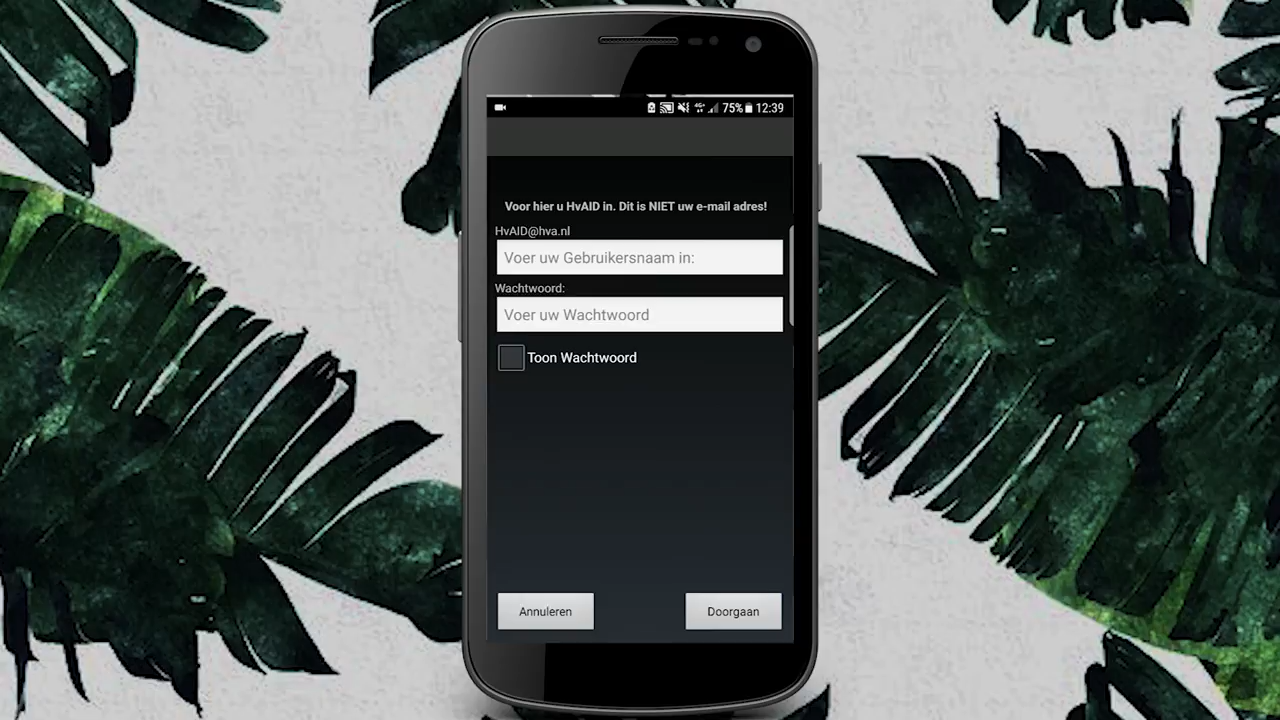 75% 12:39
Voor hier u HvAID in. Dit is NIET uw e-mail adres!
HvAID@hva.nl
Voer uw Gebruikersnaam in:
Wachtwoord:
Voer uw Wachtwoord
Toon Wachtwoord
Annuleren
Doorgaan